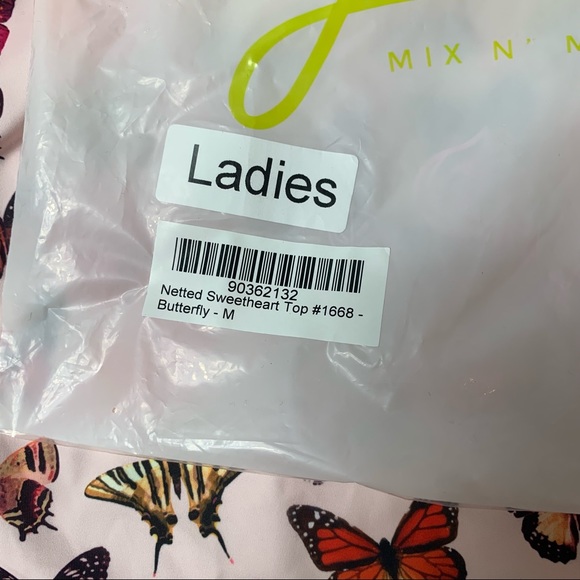 MIX N' M
Ladies
90362132
Netted Sweetheart Top #1668 -
Butterfly - M